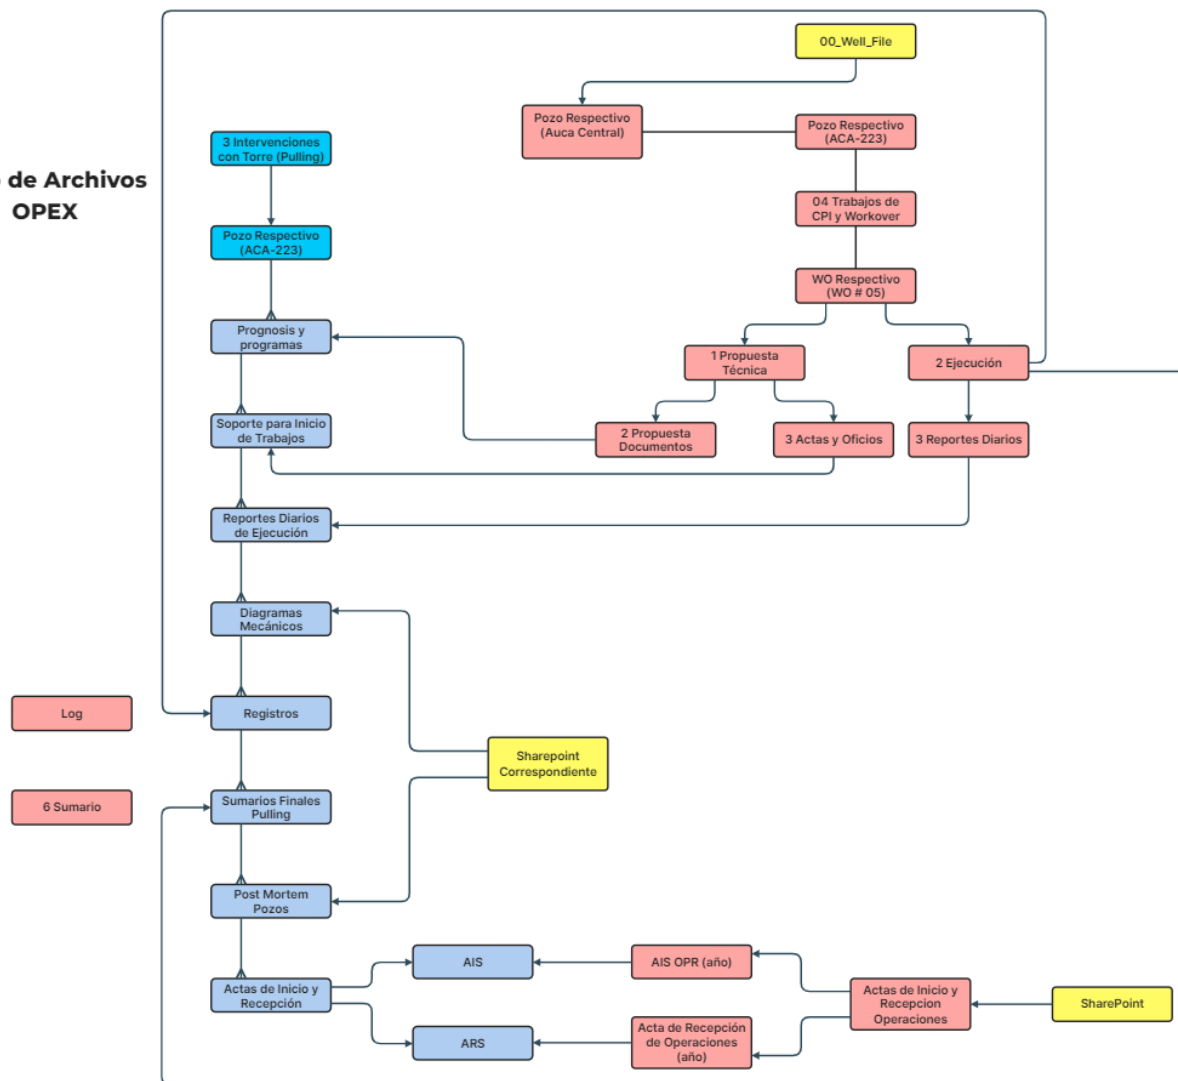 00_Well_File
Pozo Respectivo
(Auca Central)
Pozo Respectivo
(ACA-223)
3 Intervenciones
con Torre (Pulling)
de Archivos
OPEX
04 Trabajos de
CPI y Workover
Pozo Respectivo
(ACA-223)
WO Respectivo
(WO # 05)
Prognosis y
programas
1 Propuesta
Técnica
2 Ejecución
Soporte para Inicio
de Trabajos
2 Propuesta
Documentos
3 Actas y Oficios
3 Reportes Diarios
Reportes Diarios
de Ejecución
Diagramas
Mecánicos
Log
Registros
Sharepoint
Correspondiente
6 Sumario
Sumarios Finales
Pulling
Post Mortem
Pozos
Actas de Inicio y
Recepción
AIS
AIS OPR (año)
Actas de Inicio y
Recepcion
Operaciones
SharePoint
ARS
Acta de Recepción
de Operaciones
(año)